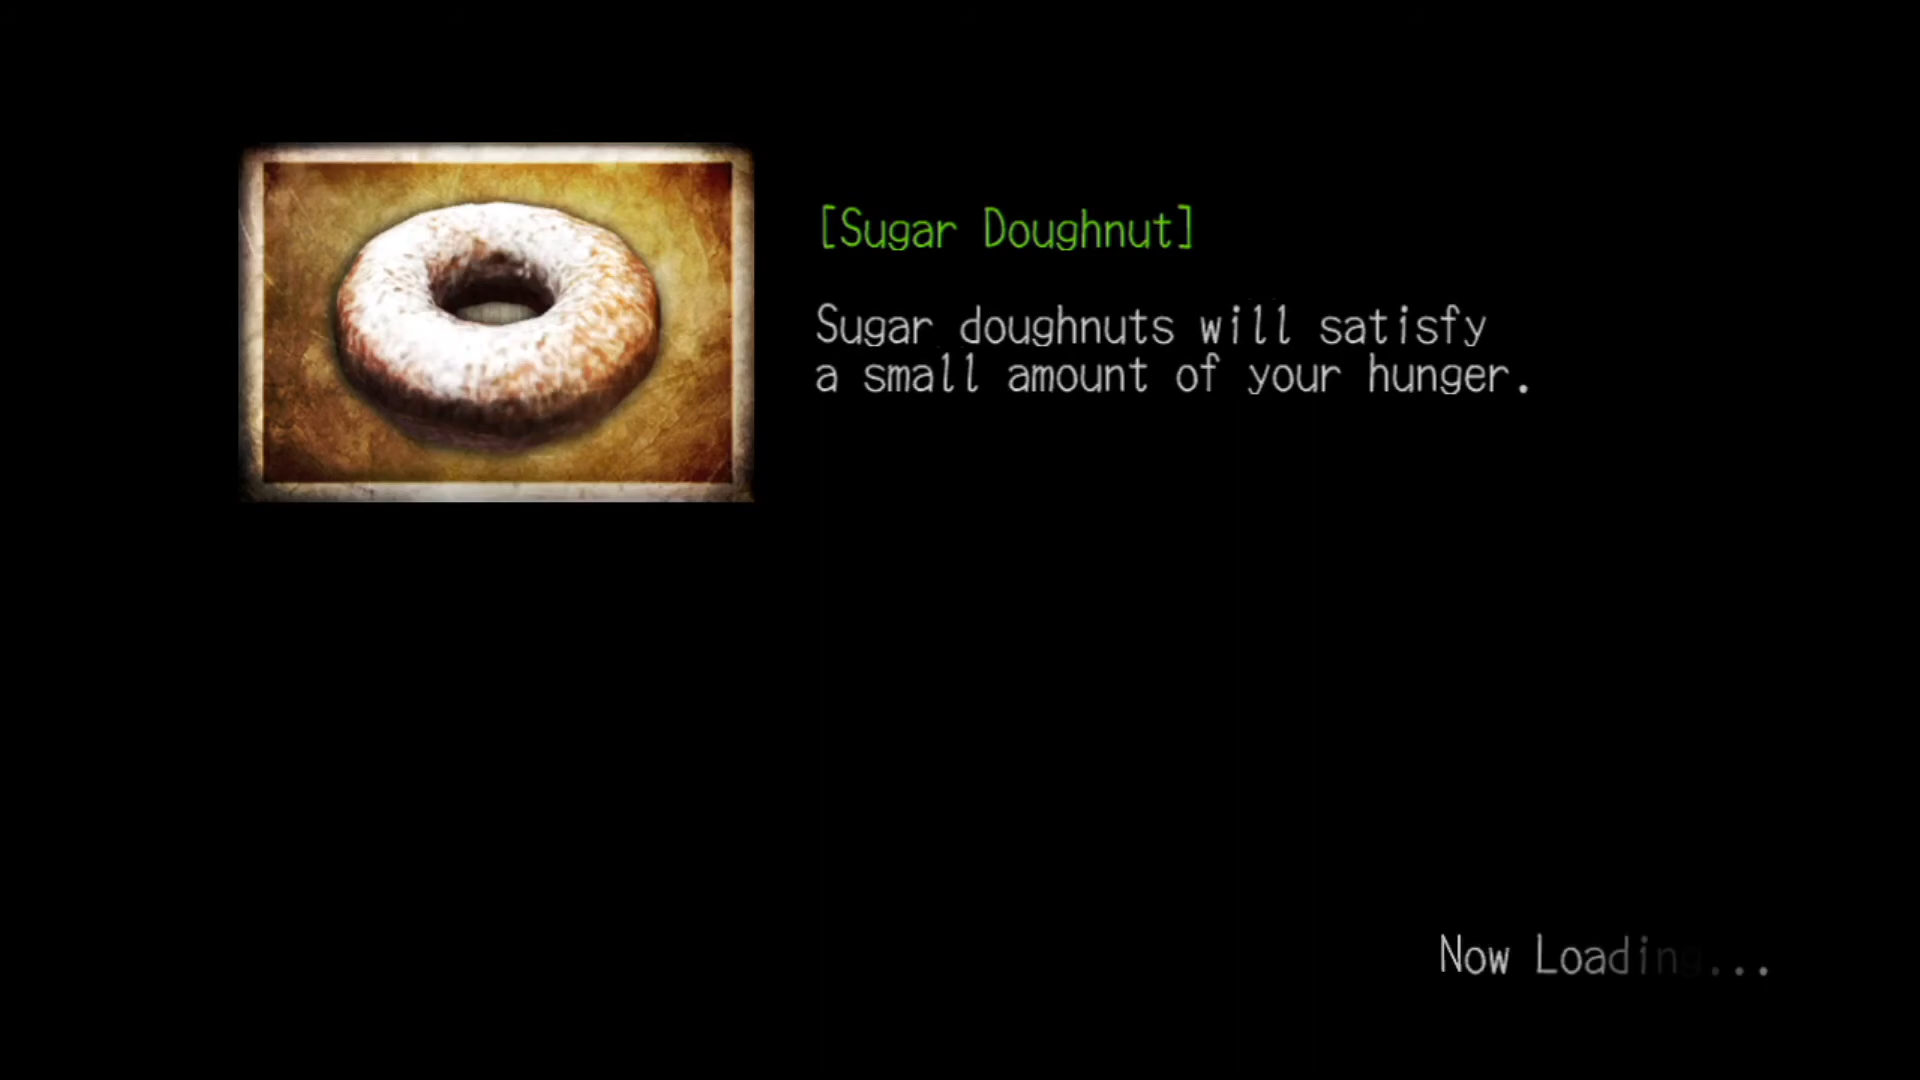 [Sugar Doughnut]
Sugar doughnuts will satisfy
a small amount of your hunger.
Now Loading...